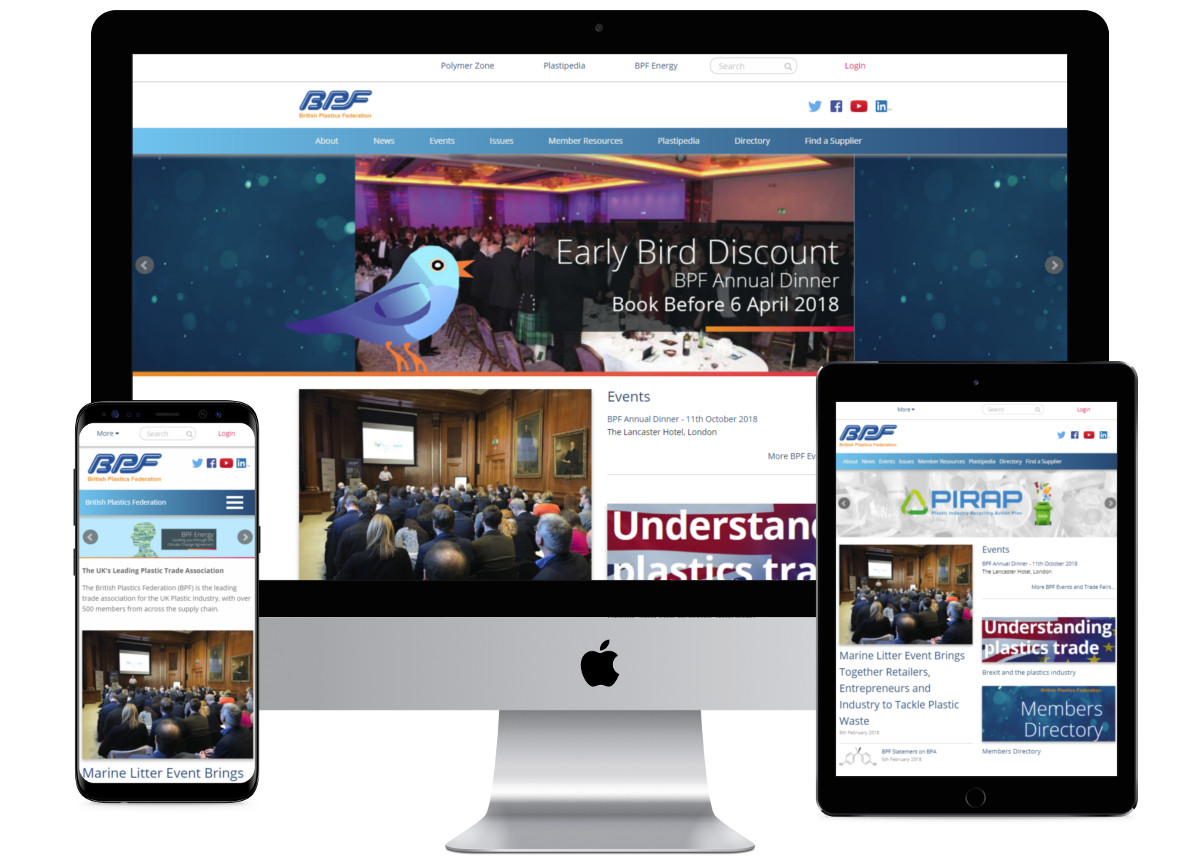 Polymer Zone
Plastipedia
BPF Energy
Search
Login
BPF
British Plastics Federation
About
News
Events
Issues
Member Resources
Plastipedia
Directory
Find a Supplier
Early Bird Discount
BPF Annual Dinner
Book Before 6 April 2018
Events
BPF Annual Dinner - 11th October 2018
The Lancaster Hotel, London
More BPF Ev
Understand
plastics tra
More
Search
Login
BPF
British Plastics Federation
British Plastics Federation
BPF Energy
Climate Change Agreement
The UK's Leading Plastic Trade Association
The British Plastics Federation (BPF) is the leading
trade association for the UK Plastic Industry, with over
500 members from across the supply chain.
Marine Litter Event Brings
More
Search
Login
BPF
British Plastics Federation
About News Events Issues Member Resources Plastipedia Directory Find a Supplier
PIRAP
Plastic Industry Recycling Action Plan
Marine Litter Event Brings
Together Retailers,
Entrepreneurs and
Industry to Tackle Plastic
Waste
8th February 2018
BPF Statement on BPA
5th February 2018
Events
BPF Annual Dinner - 11th October 2018
The Lancaster Hotel, London
More BPF Events and Trade Fairs...
Understanding
plastics trade
Brexit and the plastics industry
British Plastics Federation
Members
Directory
Members Directory